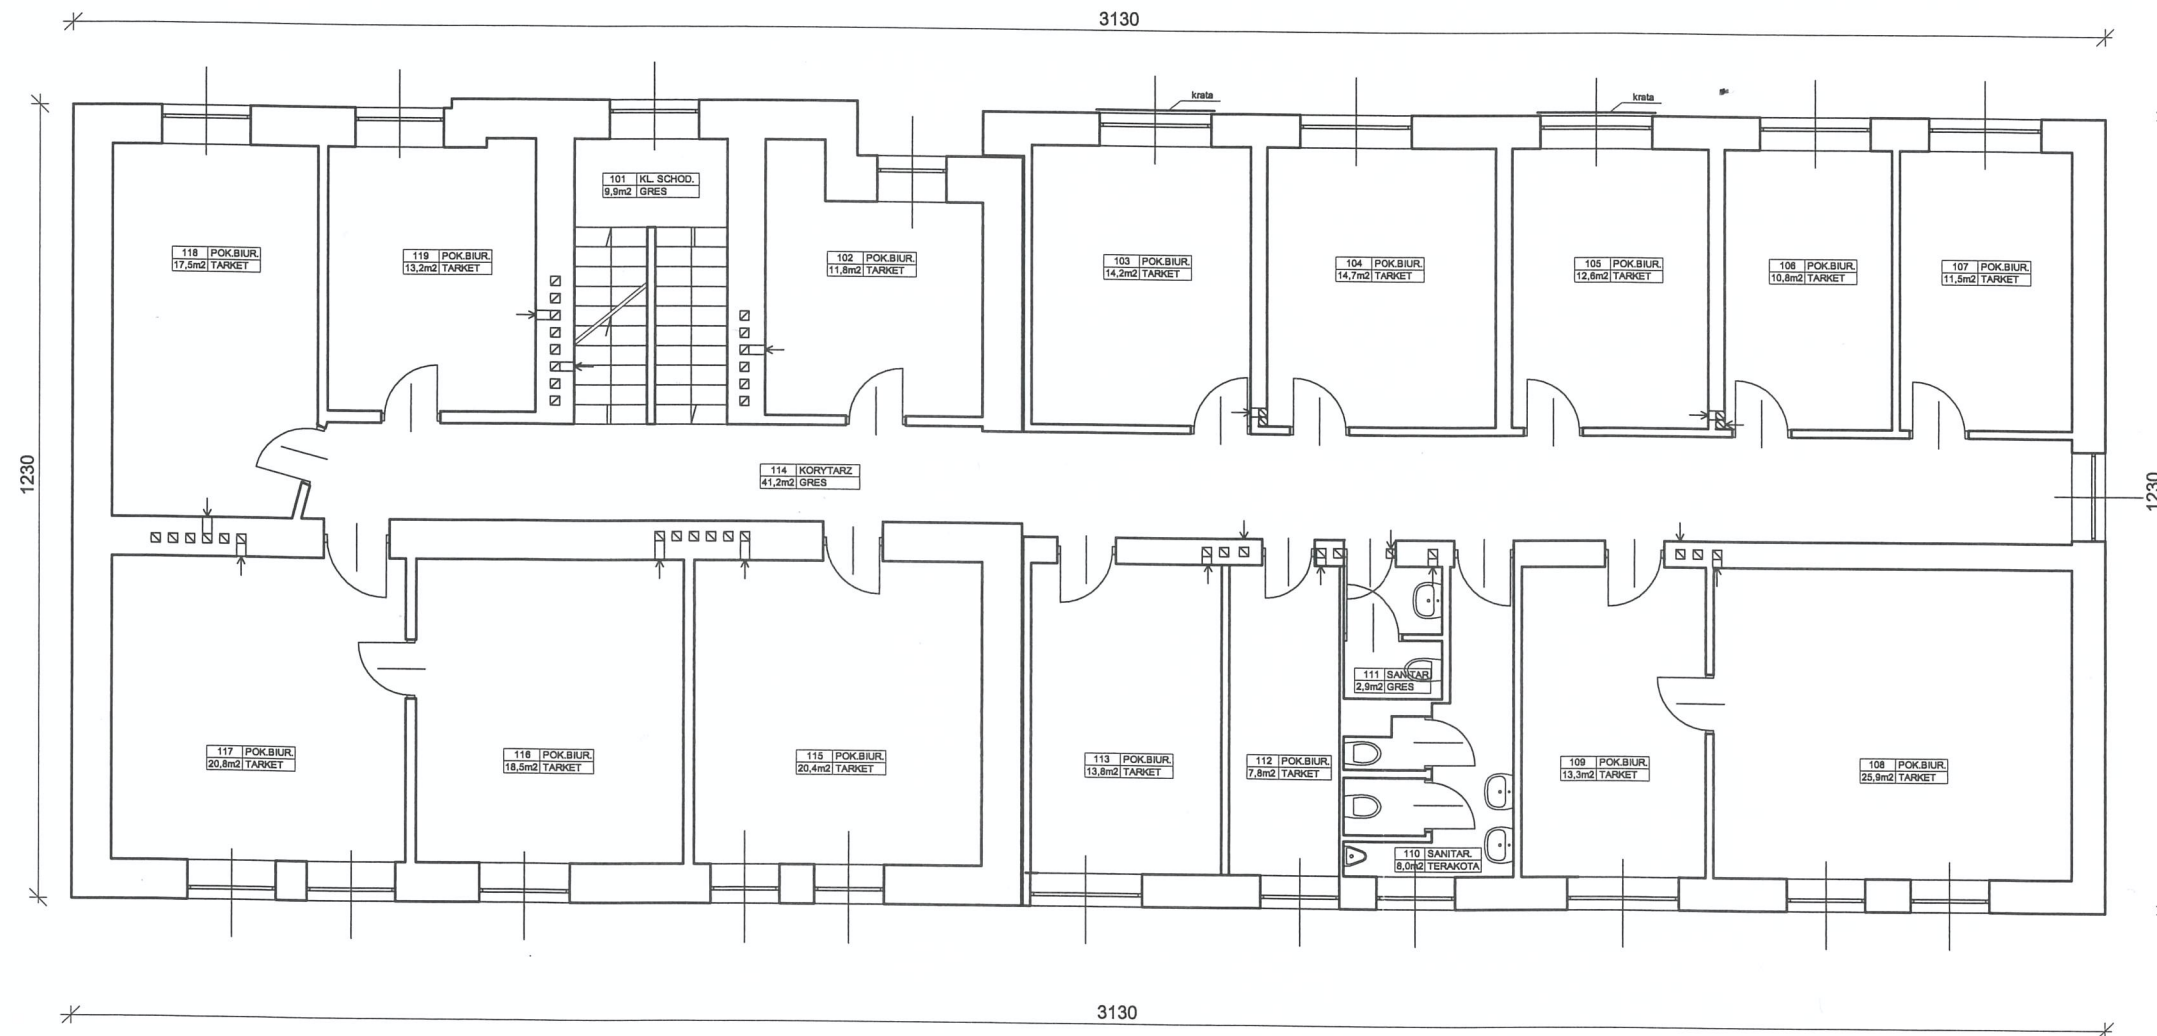 3130
krata
krata
101 KL. SCHOD.
9,9m2 GRES
118 POK.BIUR.
17,5m2 TARKET
119 POK.BIUR.
13,2m2 TARKET
102 POK.BIUR.
11,8m2 TARKET
103 POK.BIUR.
14,2m2 TARKET
104 POK.BIUR.
14,7m2 TARKET
105 POK.BIUR.
12,6m2 TARKET
106 POK.BIUR.
10,8m2 TARKET
107 POK.BIUR.
11,5m2 TARKET
1230
114 KORYTARZ
41,2m2 GRES
1230
111 SANITAR.
2,9m2 GRES
117 POK.BIUR.
20,8m2 TARKET
116 POK.BIUR.
18,5m2 TARKET
115 POK.BIUR.
20,4m2 TARKET
113 POK.BIUR.
13,8m2 TARKET
112 POK.BIUR.
7,8m2 TARKET
109 POK.BIUR.
13,3m2 TARKET
108 POK.BIUR.
25,9m2 TARKET
110 SANITAR.
8,0m2 TERAKOTA
3130